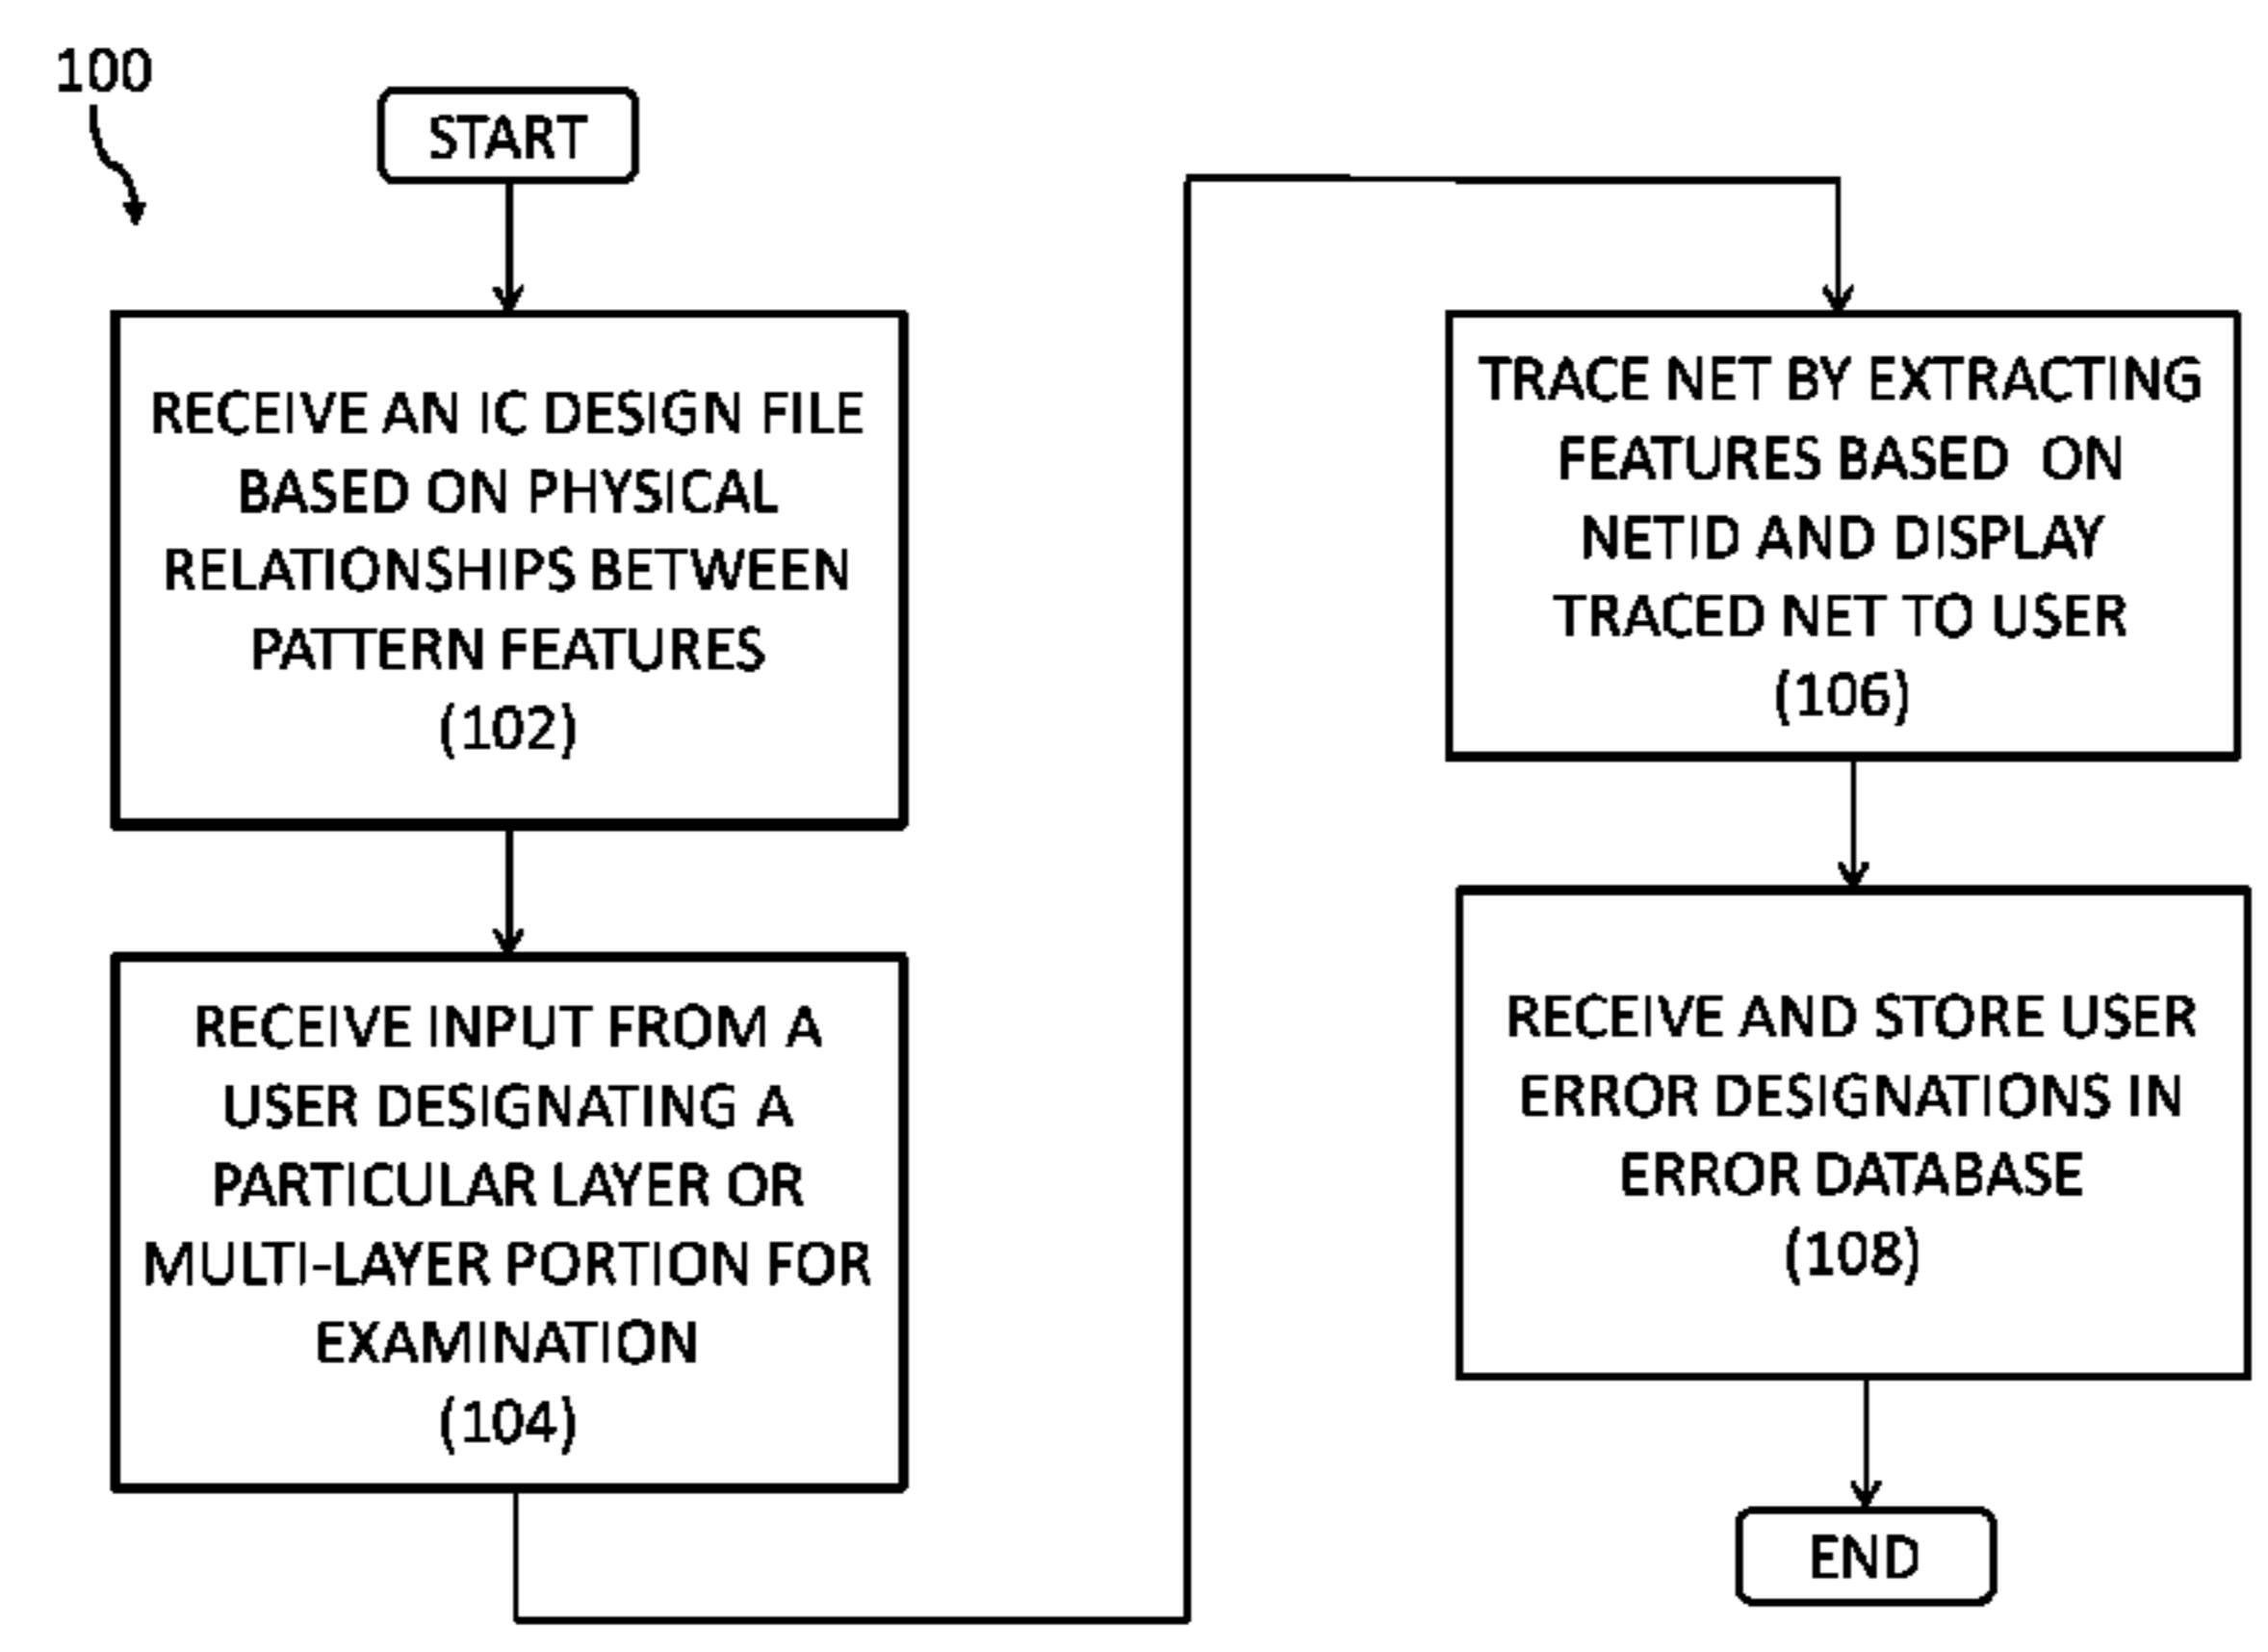 100
START
RECEIVE AN IC DESIGN FILE
BASED ON PHYSICAL
RELATIONSHIPS BETWEEN
PATTERN FEATURES
(102)
RECEIVE INPUT FROM A
USER DESIGNATING A
PARTICULAR LAYER OR
MULTI-LAYER PORTION FOR
EXAMINATION
(104)
TRACE NET BY EXTRACTING
FEATURES BASED ON
NETID AND DISPLAY
TRACED NET TO USER
(106)
RECEIVE AND STORE USER
ERROR DESIGNATIONS IN
ERROR DATABASE
(108)
END